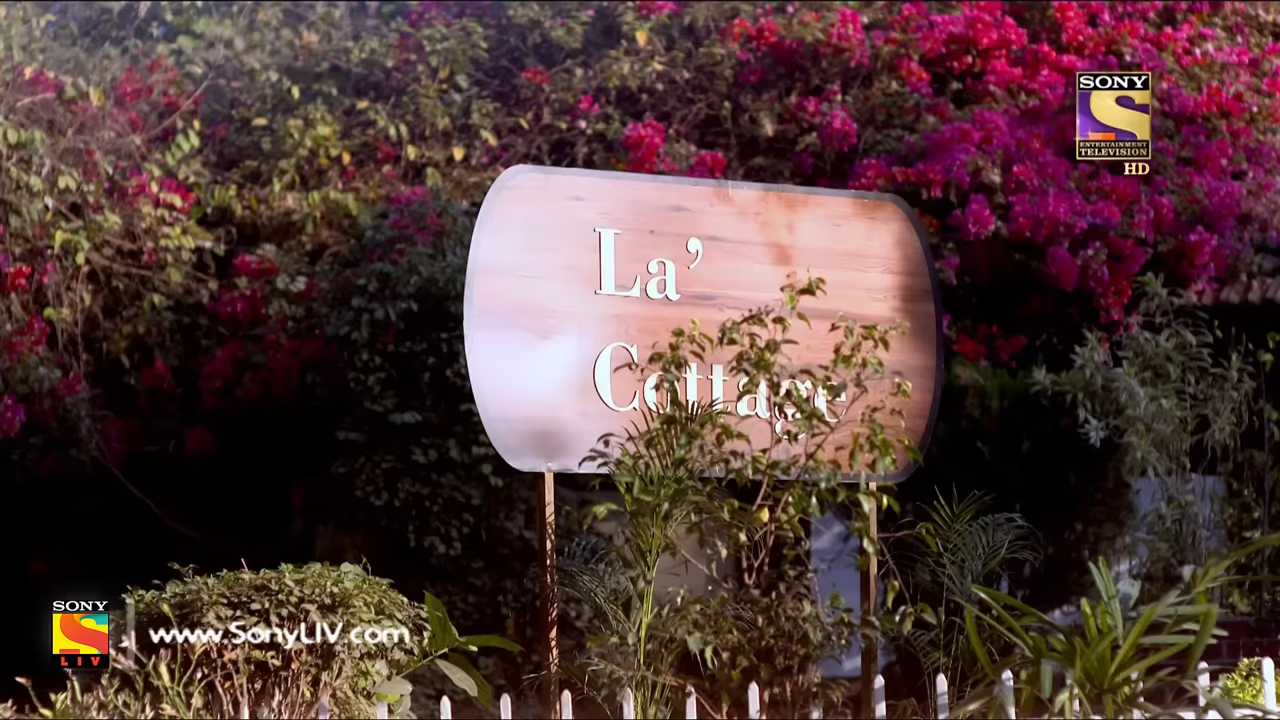 SONY
ENTERTAINMENT
TELEVISION
HD
La’
Cottage
SONY
LIV
www.SonyLIV.com